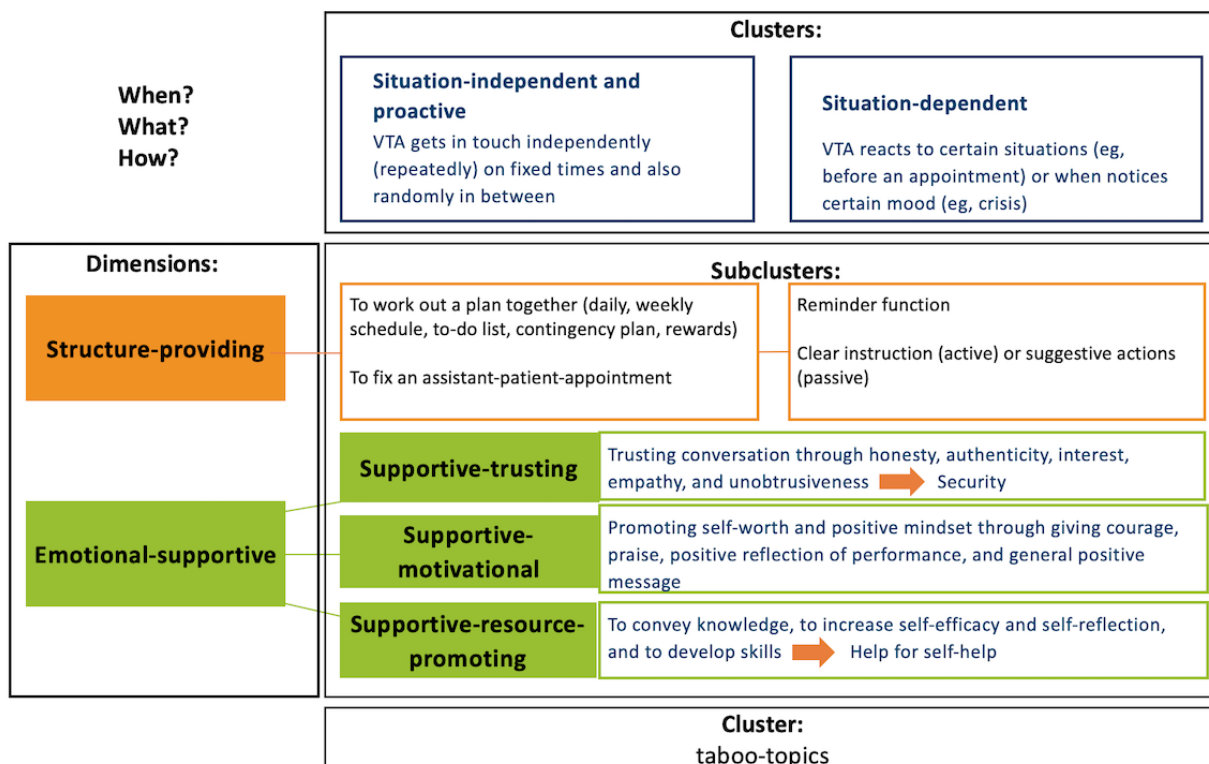 Clusters:
When?
What?
How?
Situation-independent and
proactive
VTA gets in touch independently
(repeatedly) on fixed times and also
randomly in between
Situation-dependent
VTA reacts to certain situations (eg,
before an appointment) or when notices
certain mood (eg, crisis)
Dimensions:
Subclusters:
Structure-providing
To work out a plan together (daily, weekly
schedule, to-do list, contingency plan, rewards)
To fix an assistant-patient-appointment
Reminder function
Clear instruction (active) or suggestive actions
(passive)
Emotional-supportive
Supportive-trusting
Trusting conversation through honesty, authenticity, interest,
empathy, and unobtrusiveness Security
Supportive-
motivational
Promoting self-worth and positive mindset through giving courage,
praise, positive reflection of performance, and general positive
message
Supportive-resource-
promoting
To convey knowledge, to increase self-efficacy and self-reflection,
and to develop skills Help for self-help
Cluster:
taboo-topics